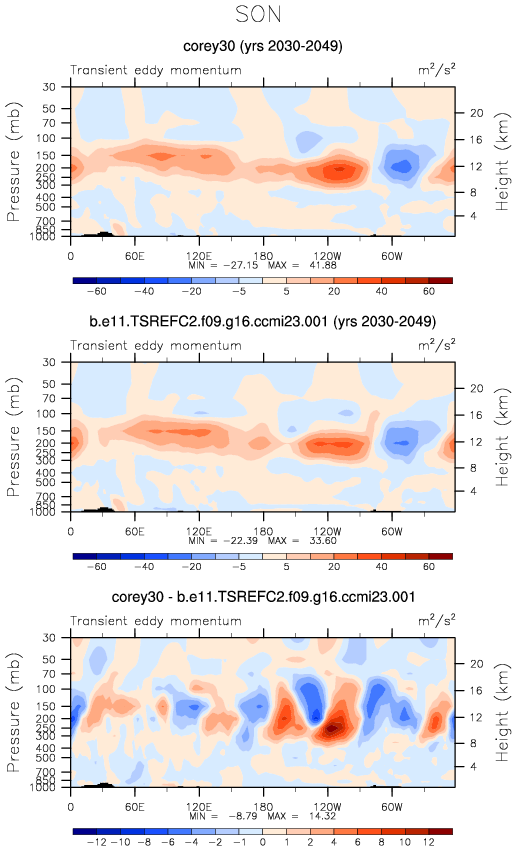 SON
corey30 (yrs 2030-2049)
Transient eddy momentum m²/s²
30
50
70
100
150
200
250
300
400
500
700
850
1000
Pressure (mb)
20
16
12
8
4
Height (km)
0 60E 120E 180 120W 60W
MIN = -27.15 MAX = 41.88
-60 -40 -20 -5 5 20 40 60
b.e11.TSREFC2.f09.g16.ccmi23.001 (yrs 2030-2049)
Transient eddy momentum m²/s²
30
50
70
100
150
200
250
300
400
500
700
850
1000
Pressure (mb)
20
16
12
8
4
Height (km)
0 60E 120E 180 120W 60W
MIN = -22.39 MAX = 33.60
-60 -40 -20 -5 5 20 40 60
corey30 - b.e11.TSREFC2.f09.g16.ccmi23.001
Transient eddy momentum m²/s²
30
50
70
100
150
200
250
300
400
500
700
850
1000
Pressure (mb)
20
16
12
8
4
Height (km)
0 60E 120E 180 120W 60W
MIN = -8.79 MAX = 14.32
-12 -10 -8 -6 -4 -2 -1 0 1 2 4 6 8 10 12